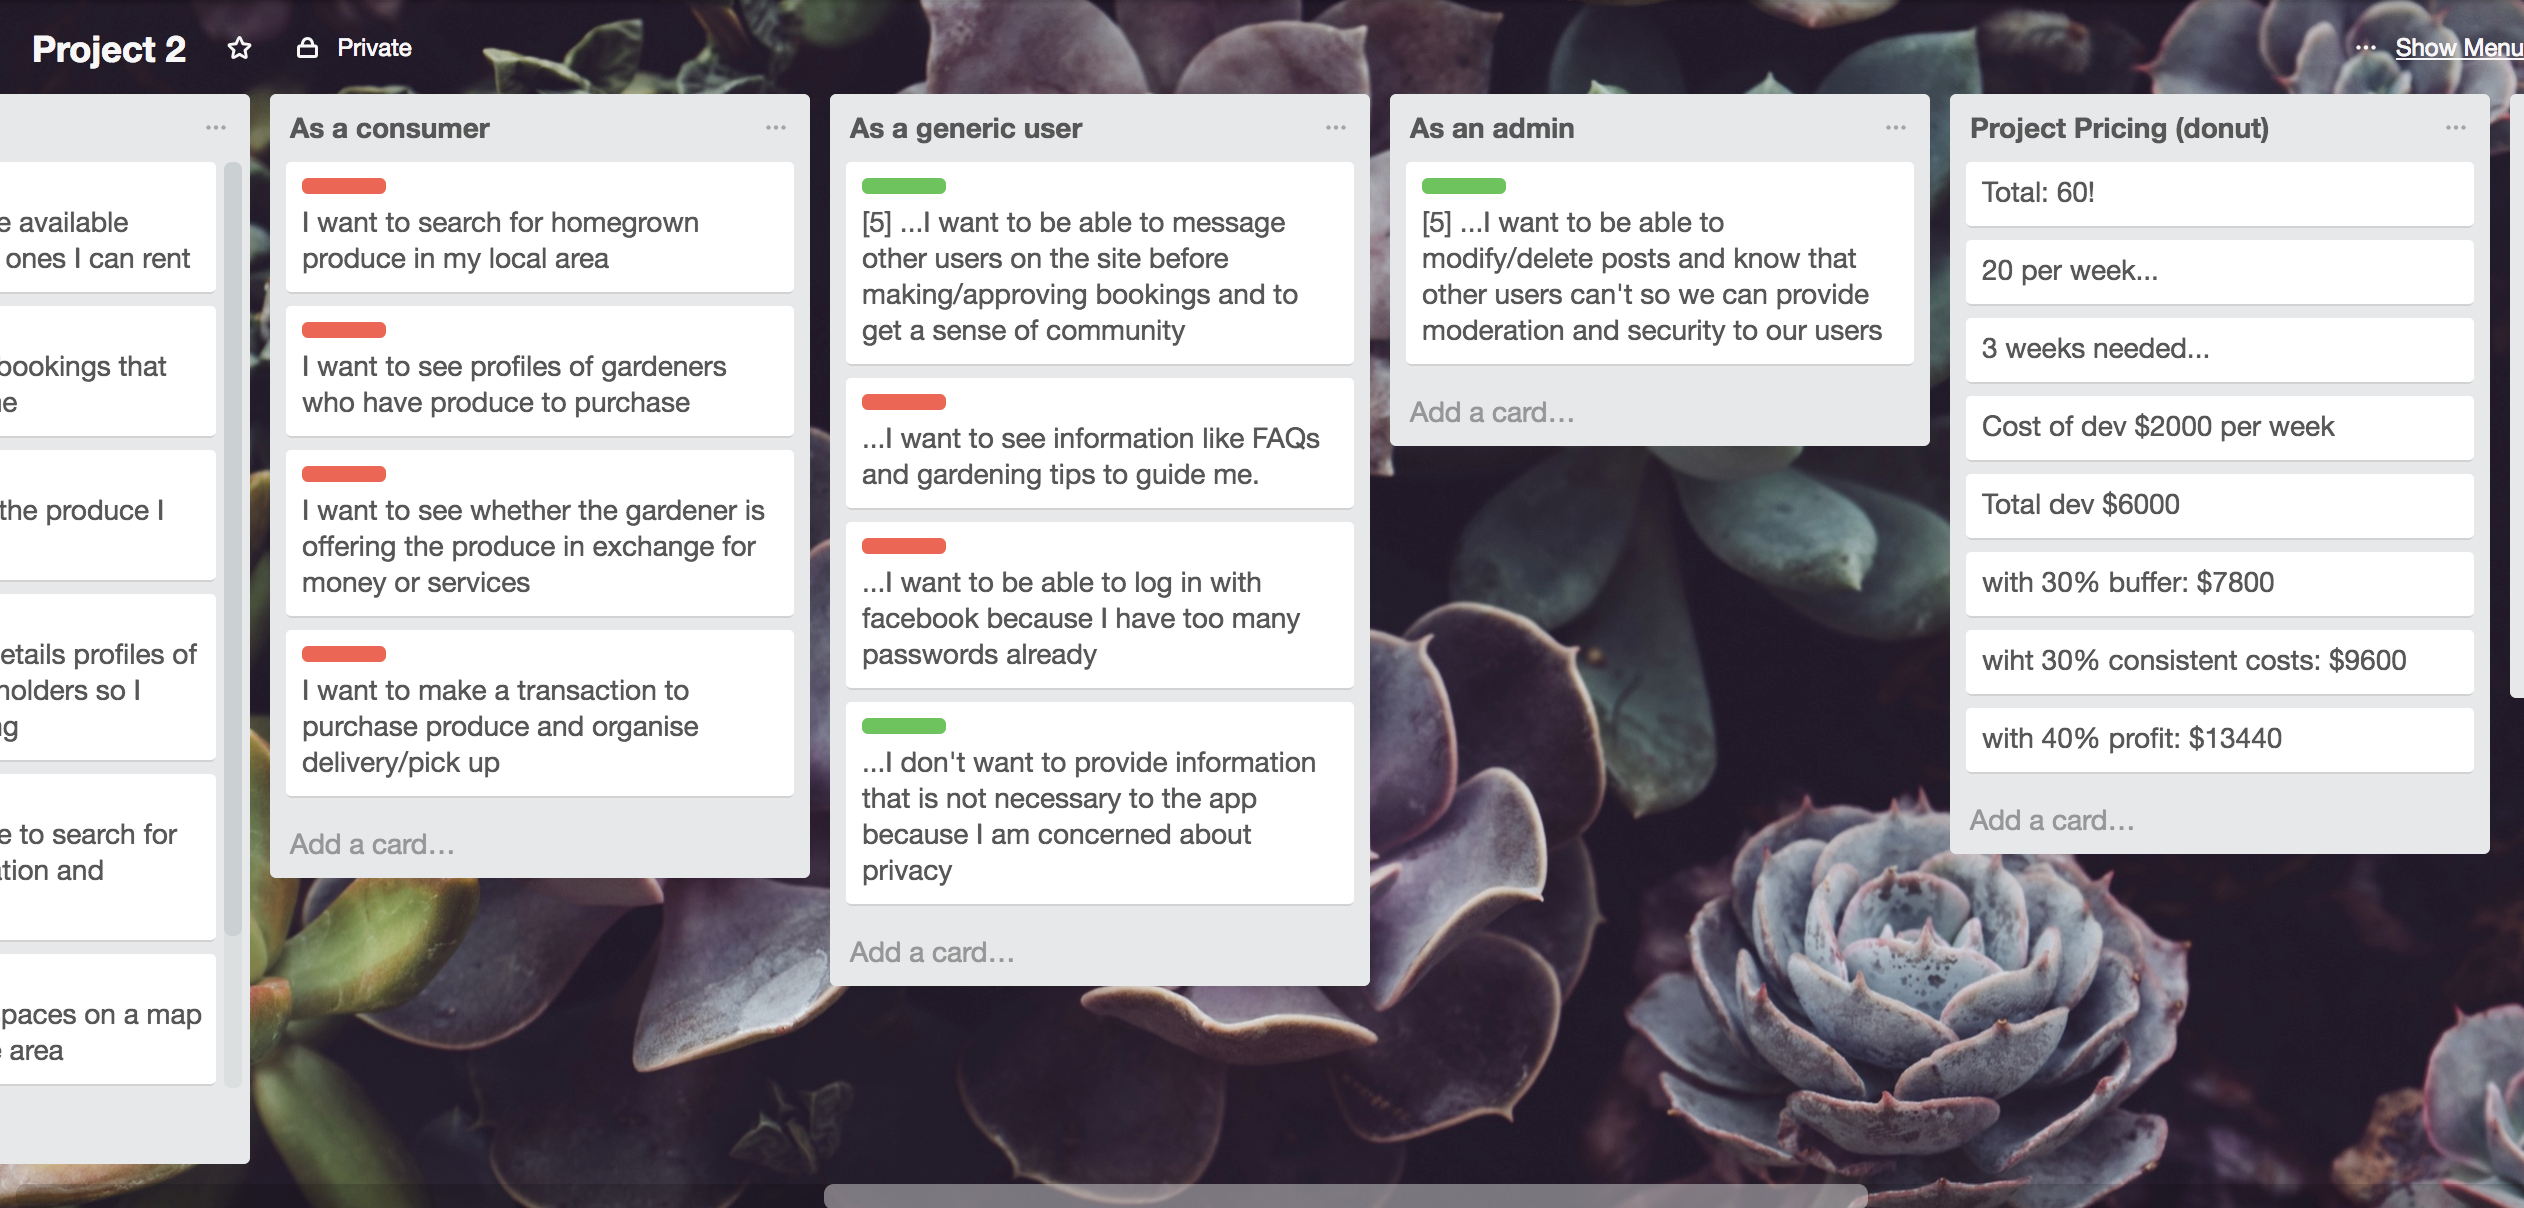 Project 2
Private
Show Menu
e available
ones I can rent
bookings that
the produce I
etails profiles of
holders so I
e to search for
ation and
paces on a map
area
As a consumer
I want to search for homegrown
produce in my local area
I want to see profiles of gardeners
who have produce to purchase
I want to see whether the gardener is
offering the produce in exchange for
money or services
I want to make a transaction to
purchase produce and organise
delivery/pick up
Add a card...
As a generic user
[5] ...I want to be able to message
other users on the site before
making/approving bookings and to
get a sense of community
...I want to see information like FAQs
and gardening tips to guide me.
...I want to be able to log in with
facebook because I have too many
passwords already
...I don't want to provide information
that is not necessary to the app
because I am concerned about
privacy
Add a card...
As an admin
[5] ...I want to be able to
modify/delete posts and know that
other users can't so we can provide
moderation and security to our users
Add a card...
Project Pricing (donut)
Total: 60!
20 per week...
3 weeks needed...
Cost of dev $2000 per week
Total dev $6000
with 30% buffer: $7800
wiht 30% consistent costs: $9600
with 40% profit: $13440
Add a card...